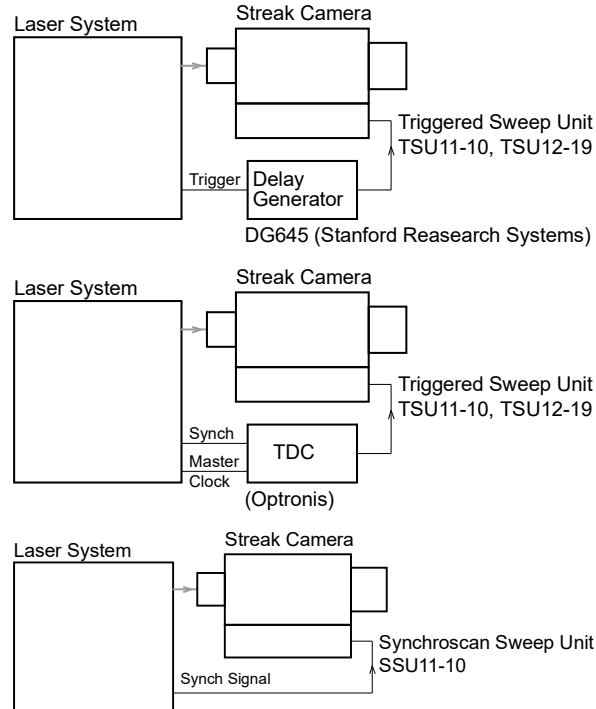 Laser System
Streak Camera
Triggered Sweep Unit
TSU11-10, TSU12-19
Trigger
Delay
Generator
DG645 (Stanford Reasearch Systems)
Laser System
Streak Camera
Triggered Sweep Unit
TSU11-10, TSU12-19
Synch
Master
Clock
TDC
(Optronis)
Laser System
Streak Camera
Synchroscan Sweep Unit
SSU11-10
Synch Signal